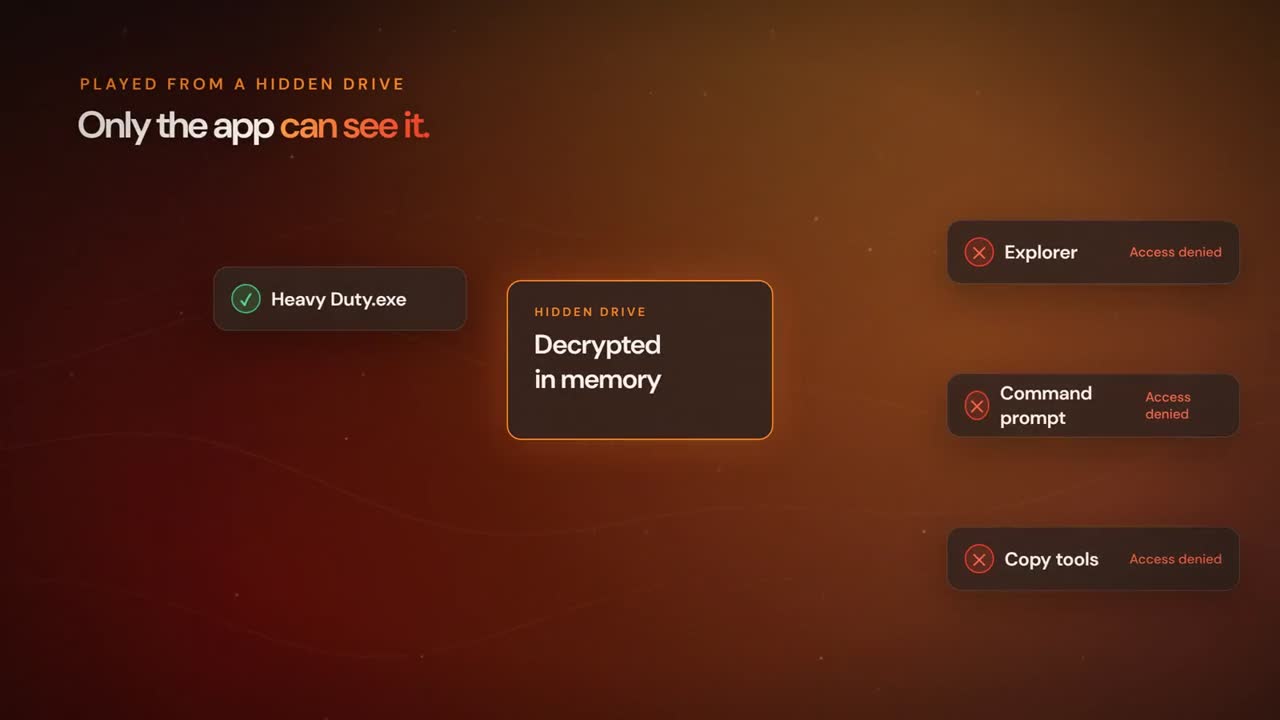 PLAYED FROM A HIDDEN DRIVE
Only the app can see it.
Heavy Duty.exe
HIDDEN DRIVE
Decrypted
in memory
Explorer
Access denied
Command
prompt
Access
denied
Copy tools
Access denied